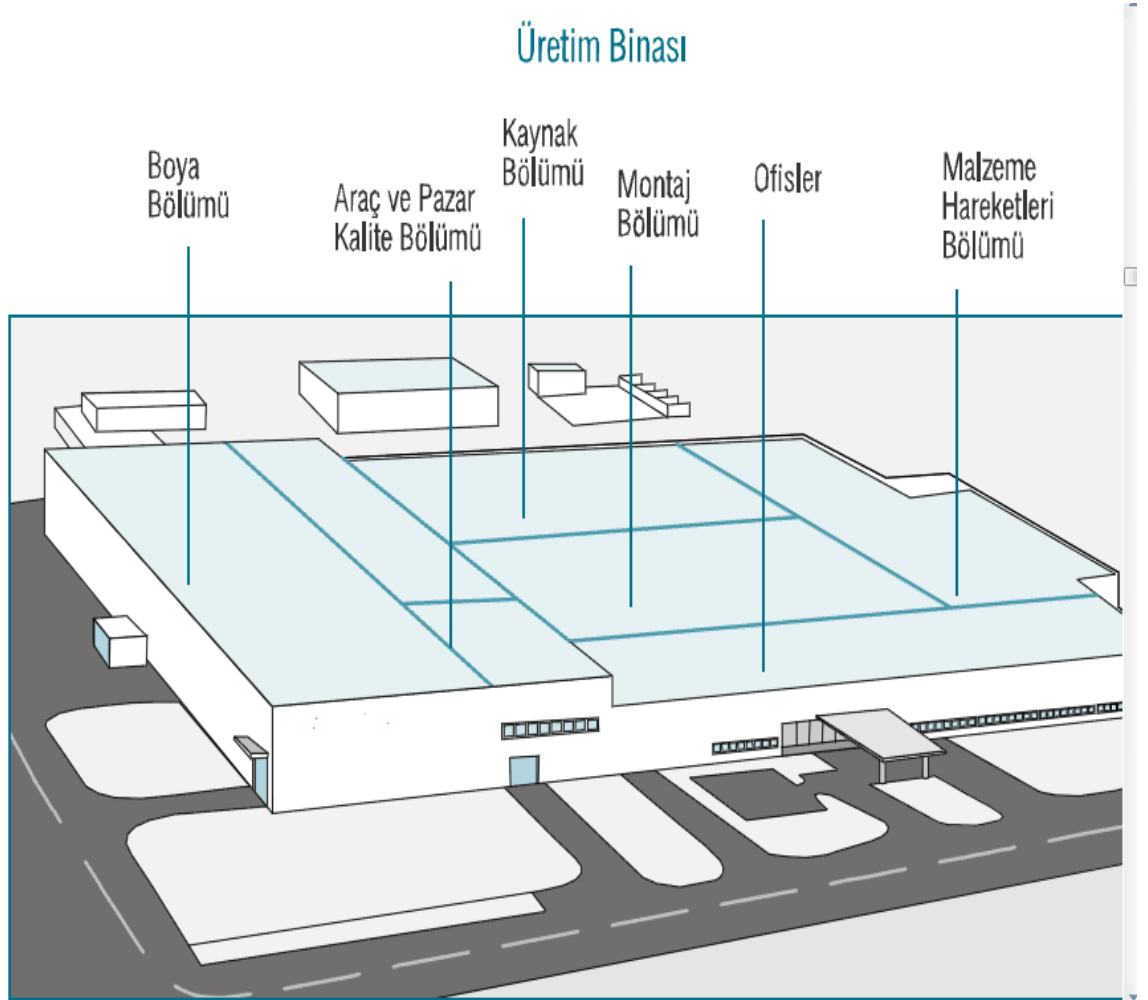 Üretim Binası
Boya
Bölümü
Araç ve Pazar
Kalite Bölümü
Kaynak
Bölümü
Montaj
Bölümü
Ofisler
Malzeme
Hareketleri
Bölümü